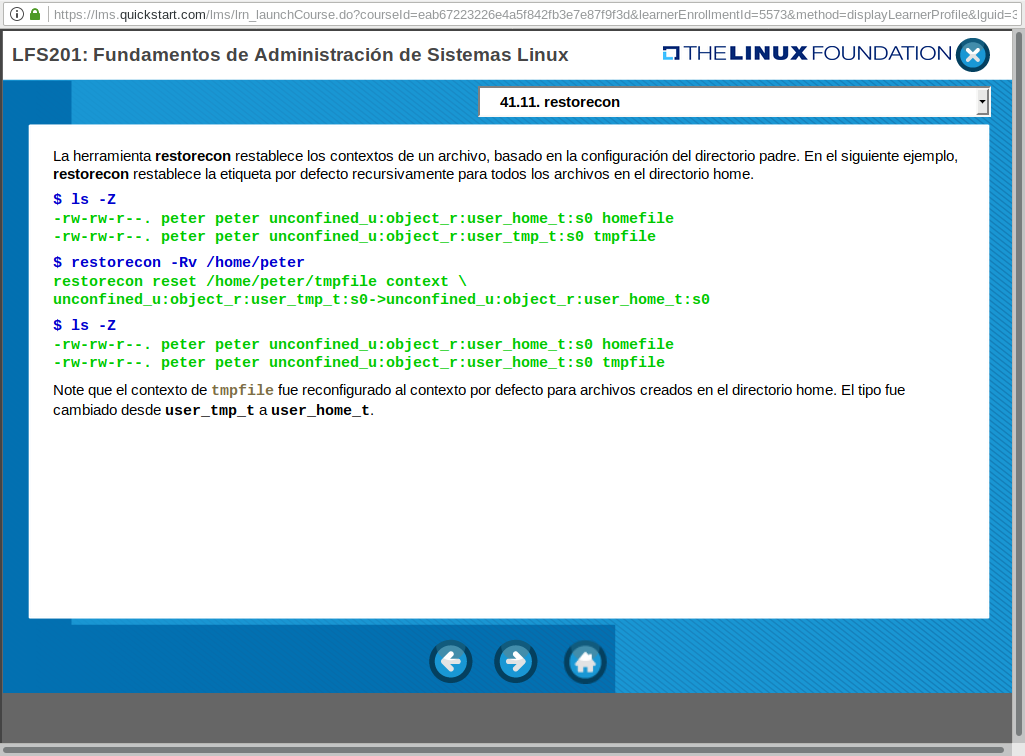 https://lms.quickstart.com/lms/lrn_launchCourse.do?courseId=eab67223226e4a5f842fb3e7e87f9f3d&learnerEnrollmentId=5573&method=displayLearnerProfile&lguid=3
LFS201: Fundamentos de Administración de Sistemas Linux
THE LINUX FOUNDATION
41.11. restorecon
La herramienta restorecon restablece los contextos de un archivo, basado en la configuración del directorio padre. En el siguiente ejemplo,
restorecon restablece la etiqueta por defecto recursivamente para todos los archivos en el directorio home.
$ ls -Z
-rw-rw-r--. peter peter unconfined_u:object_r:user_home_t:s0 homefile
-rw-rw-r--. peter peter unconfined_u:object_r:user_tmp_t:s0 tmpfile
$ restorecon -Rv /home/peter
restorecon reset /home/peter/tmpfile context \
unconfined_u:object_r:user_tmp_t:s0->unconfined_u:object_r:user_home_t:s0
$ ls -Z
-rw-rw-r--. peter peter unconfined_u:object_r:user_home_t:s0 homefile
-rw-rw-r--. peter peter unconfined_u:object_r:user_home_t:s0 tmpfile
Note que el contexto de tmpfile fue reconfigurado al contexto por defecto para archivos creados en el directorio home. El tipo fue
cambiado desde user_tmp_t a user_home_t.